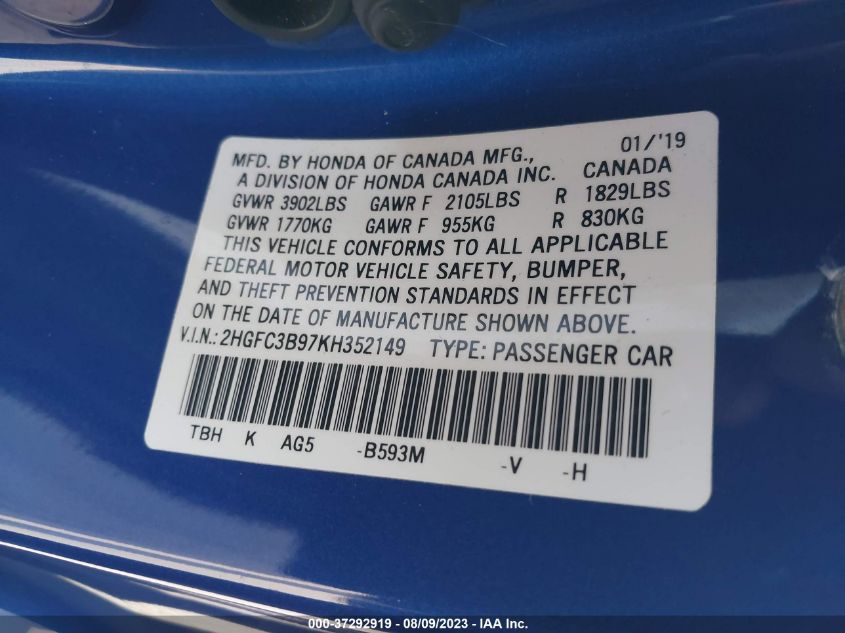 01/'19
MFD. BY HONDA OF CANADA MFG.,
A DIVISION OF HONDA CANADA INC. CANADA
GVWR 3902LBS GAWR F 2105LBS R 1829LBS
GVWR 1770KG GAWR F 955KG R 830KG
THIS VEHICLE CONFORMS TO ALL APPLICABLE
FEDERAL MOTOR VEHICLE SAFETY, BUMPER,
AND THEFT PREVENTION STANDARDS IN EFFECT
ON THE DATE OF MANUFACTURE SHOWN ABOVE.
V.I.N.: 2HGFC3B97KH352149 TYPE: PASSENGER CAR
TBH K AG5 -B593M -V -H
000-37292919 - 08/09/2023 - IAA Inc.